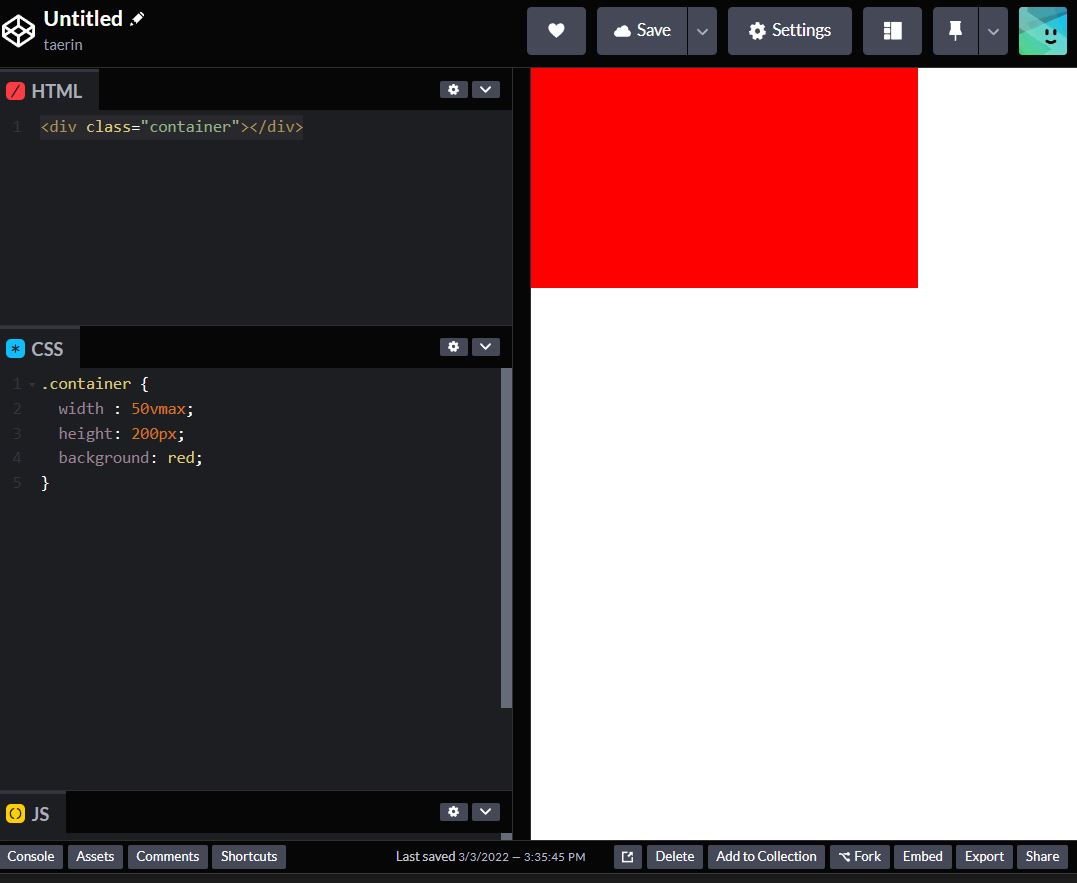 Untitled
taerin
Save
Settings
HTML
1 <div class="container"></div>
CSS
1 .container {
2 width : 50vmax;
3 height: 200px;
4 background: red;
5 }
JS
Console Assets Comments Shortcuts Last saved 3/3/2022 — 3:35:45 PM Delete Add to Collection Fork Embed Export Share